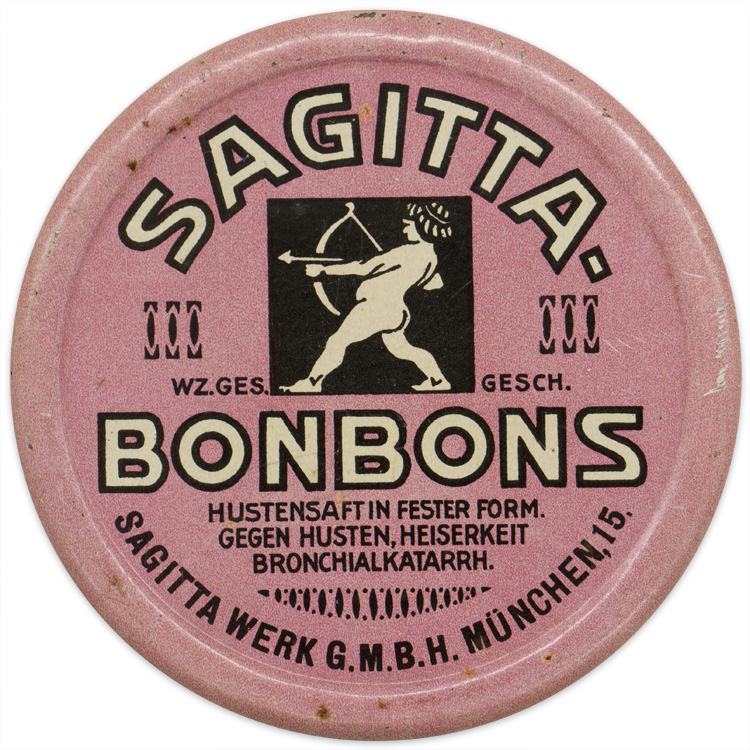 SAGITTA-
WZ.GES. GESCH.
BONBONS
HUSTENSAFT IN FESTER FORM.
GEGEN HUSTEN, HEISERKEIT
BRONCHIALKATARRH.
SAGITTA WERK G.M.B.H. MÜNCHEN, 15.